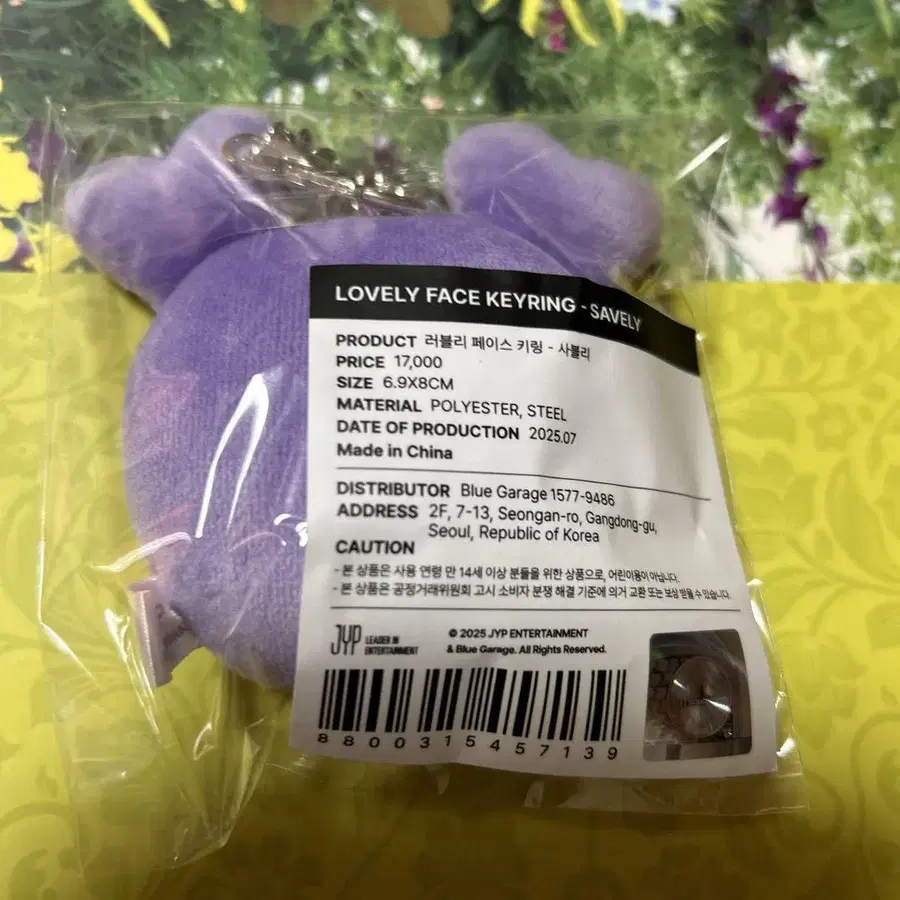 LOVELY FACE KEYRING - SAVELY
PRODUCT 러블리 페이스 키링 - 사블리
PRICE 17,000
SIZE 6.9X8CM
MATERIAL POLYESTER, STEEL
DATE OF PRODUCTION 2025.07
Made in China
DISTRIBUTOR Blue Garage 1577-9486
ADDRESS 2F, 7-13, Seongan-ro, Gangdong-gu,
Seoul, Republic of Korea
CAUTION
- 본 상품은 사용 연령 만 14세 이상 분들을 위한 상품으로, 어린이용이 아닙니다.
- 본 상품은 공정거래위원회 고시 소비자 분쟁 해결 기준에 의거 교환 또는 보상 받을 수 있습니다.
JYP LEADER IN
ENTERTAINMENT
© 2025 JYP ENTERTAINMENT
& Blue Garage. All Rights Reserved.
8800315457139